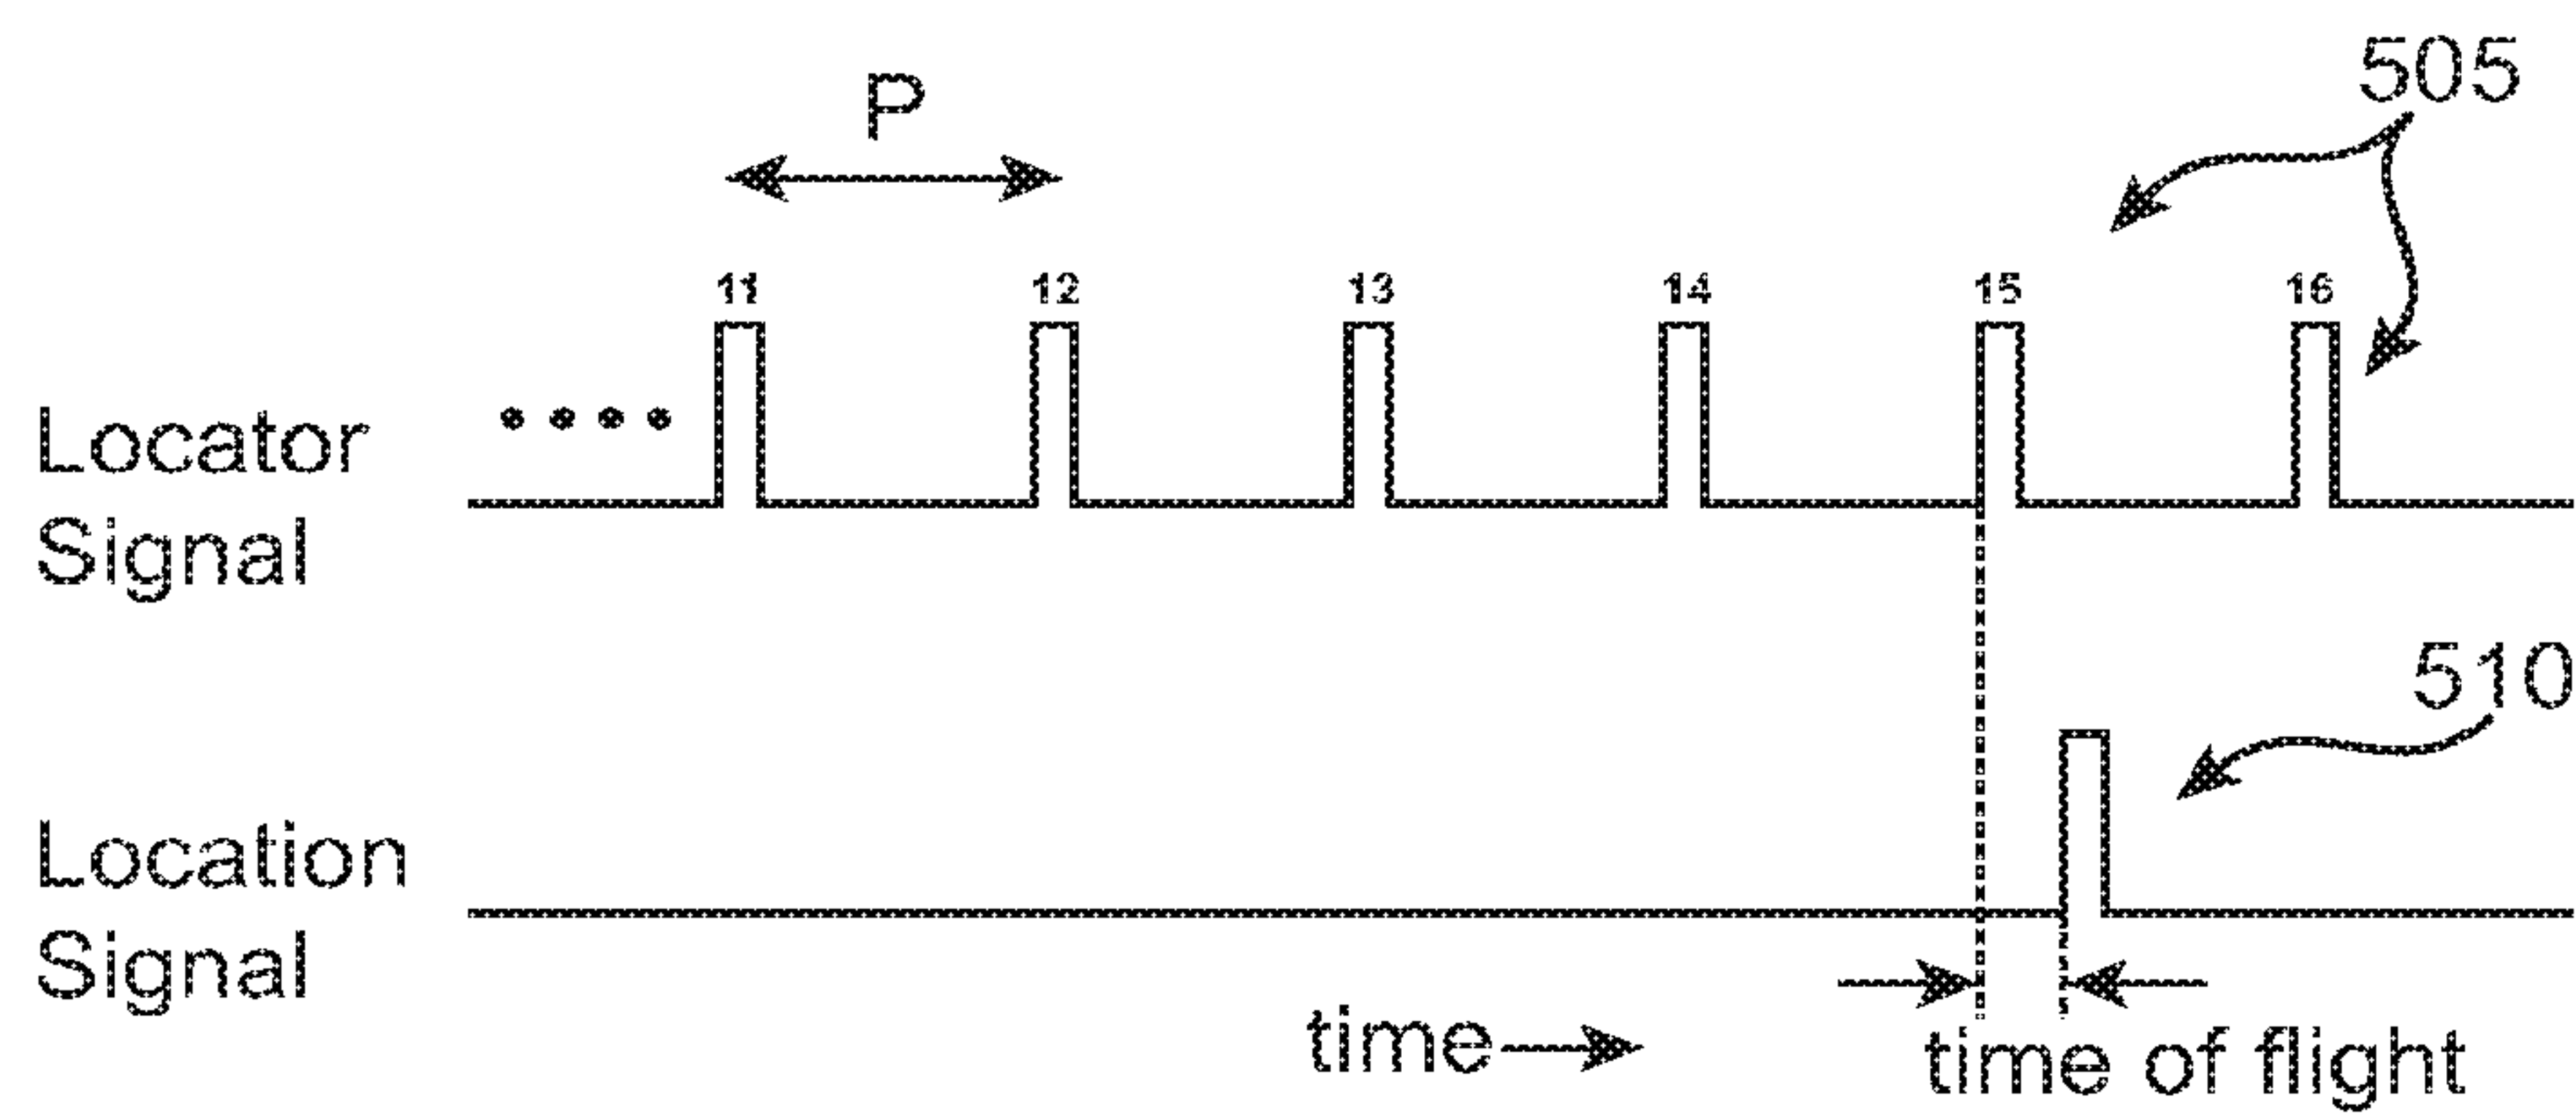 505
P
11 12 13 14 15 16
Locator
Signal
510
Location
Signal
time
time of flight